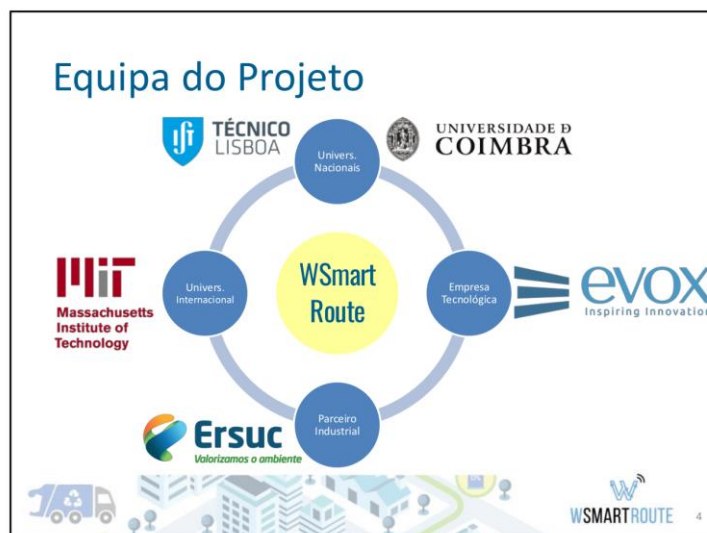 Equipa do Projeto
TÉCNICO
LISBOA
UNIVERSIDADE Ð
COIMBRA
Univers.
Nacionais
MIT
Massachusetts
Institute of
Technology
Univers.
Internacional
WSmart
Route
Empresa
Tecnológica
evox
Inspiring Innovation
Ersuc
Valorizamos o ambiente
Parceiro
Industrial
WSMARTROUTE
4